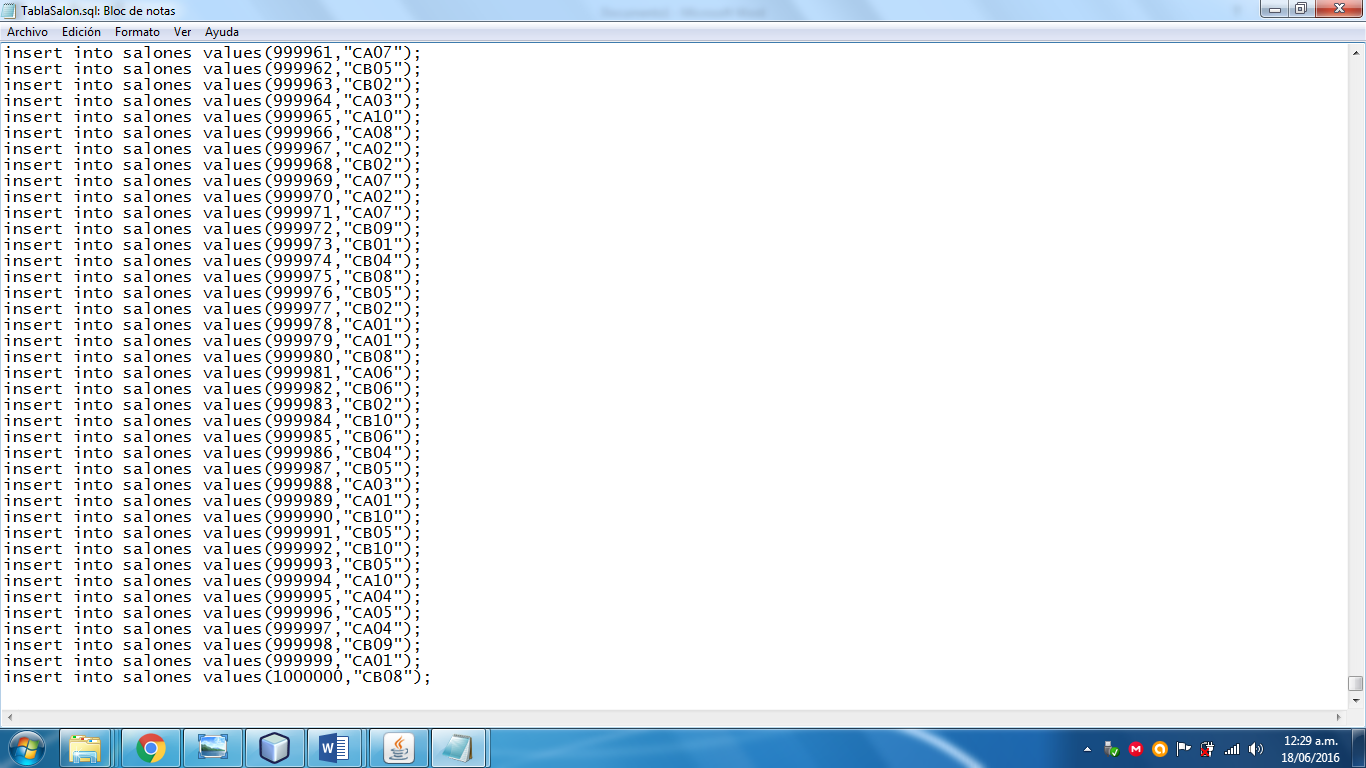 TablaSalon.sql: Bloc de notas
Archivo Edición Formato Ver Ayuda
insert into salones values(999961,"CA07");
insert into salones values(999962,"CB05");
insert into salones values(999963,"CB02");
insert into salones values(999964,"CA03");
insert into salones values(999965,"CA10");
insert into salones values(999966,"CA08");
insert into salones values(999967,"CA02");
insert into salones values(999968,"CB02");
insert into salones values(999969,"CA07");
insert into salones values(999970,"CA02");
insert into salones values(999971,"CA07");
insert into salones values(999972,"CB09");
insert into salones values(999973,"CB01");
insert into salones values(999974,"CB04");
insert into salones values(999975,"CB08");
insert into salones values(999976,"CB05");
insert into salones values(999977,"CB02");
insert into salones values(999978,"CA01");
insert into salones values(999979,"CA01");
insert into salones values(999980,"CB08");
insert into salones values(999981,"CA06");
insert into salones values(999982,"CB06");
insert into salones values(999983,"CB02");
insert into salones values(999984,"CB10");
insert into salones values(999985,"CB06");
insert into salones values(999986,"CB04");
insert into salones values(999987,"CB05");
insert into salones values(999988,"CA03");
insert into salones values(999989,"CA01");
insert into salones values(999990,"CB10");
insert into salones values(999991,"CB05");
insert into salones values(999992,"CB10");
insert into salones values(999993,"CB05");
insert into salones values(999994,"CA10");
insert into salones values(999995,"CA04");
insert into salones values(999996,"CA05");
insert into salones values(999997,"CA04");
insert into salones values(999998,"CB09");
insert into salones values(999999,"CA01");
insert into salones values(1000000,"CB08");
12:29 a.m.
18/06/2016